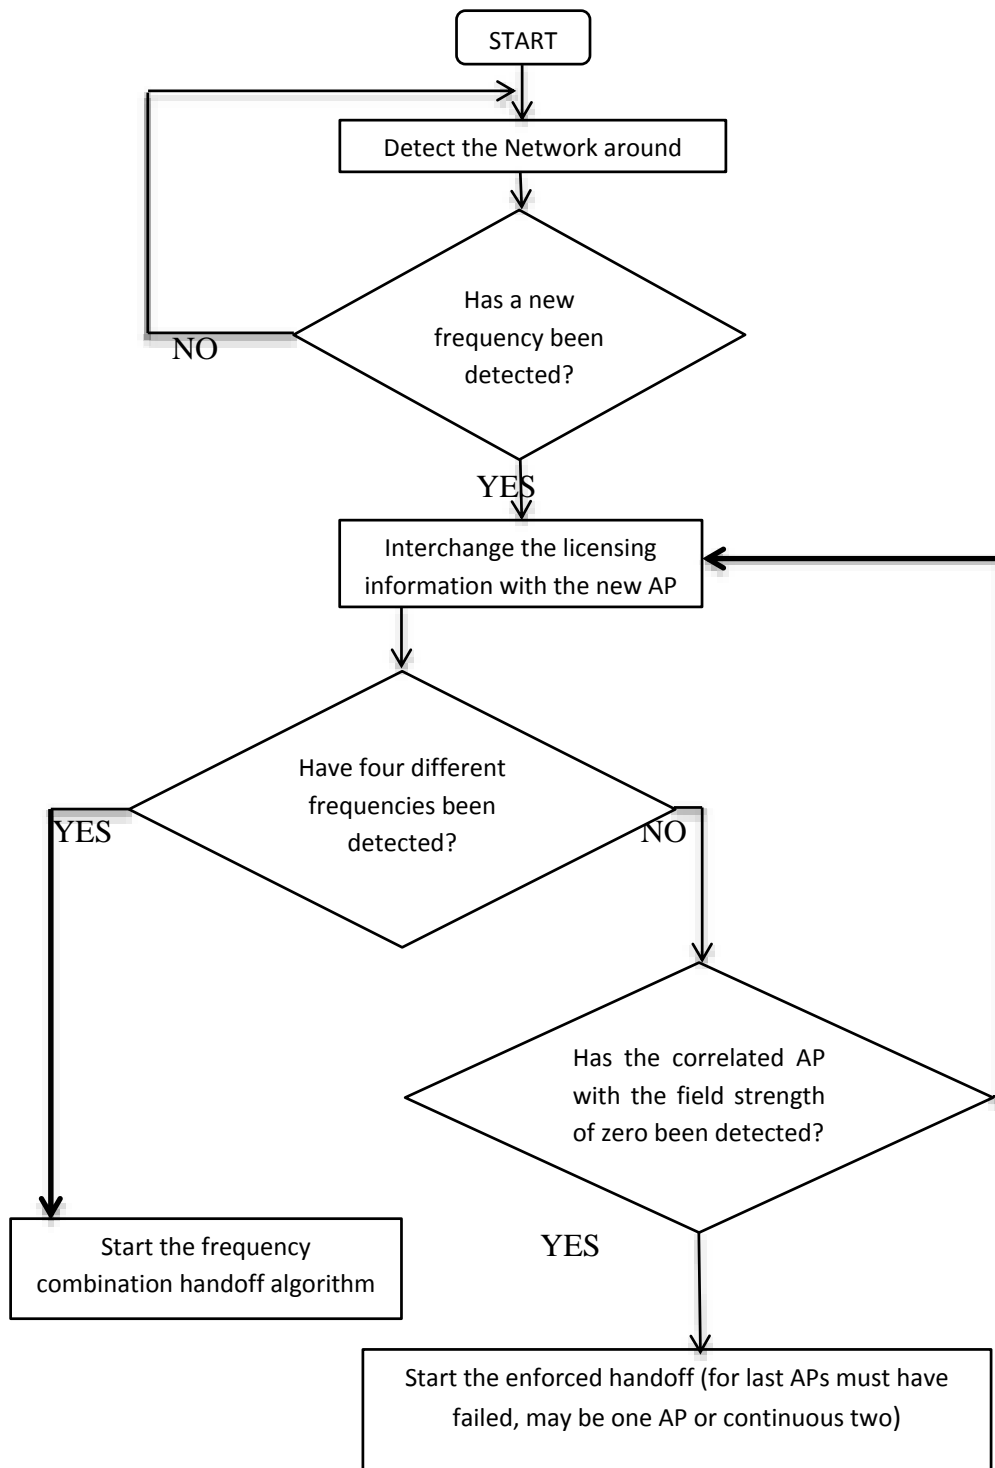 START
Detect the Network around
Has a new
frequency been
detected?
NO
YES
Interchange the licensing
information with the new AP
Have four different
frequencies been
detected?
YES
NO
Has the correlated AP
with the field strength
of zero been detected?
YES
Start the frequency
combination handoff algorithm
Start the enforced handoff (for last APs must have
failed, may be one AP or continuous two)